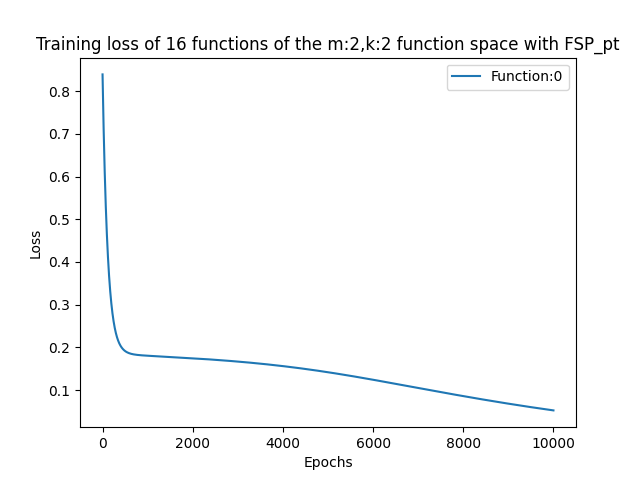 Training loss of 16 functions of the m:2,k:2 function space with FSP_pt
Function:0
Loss
0.8
0.7
0.6
0.5
0.4
0.3
0.2
0.1
0 2000 4000 6000 8000 10000
Epochs